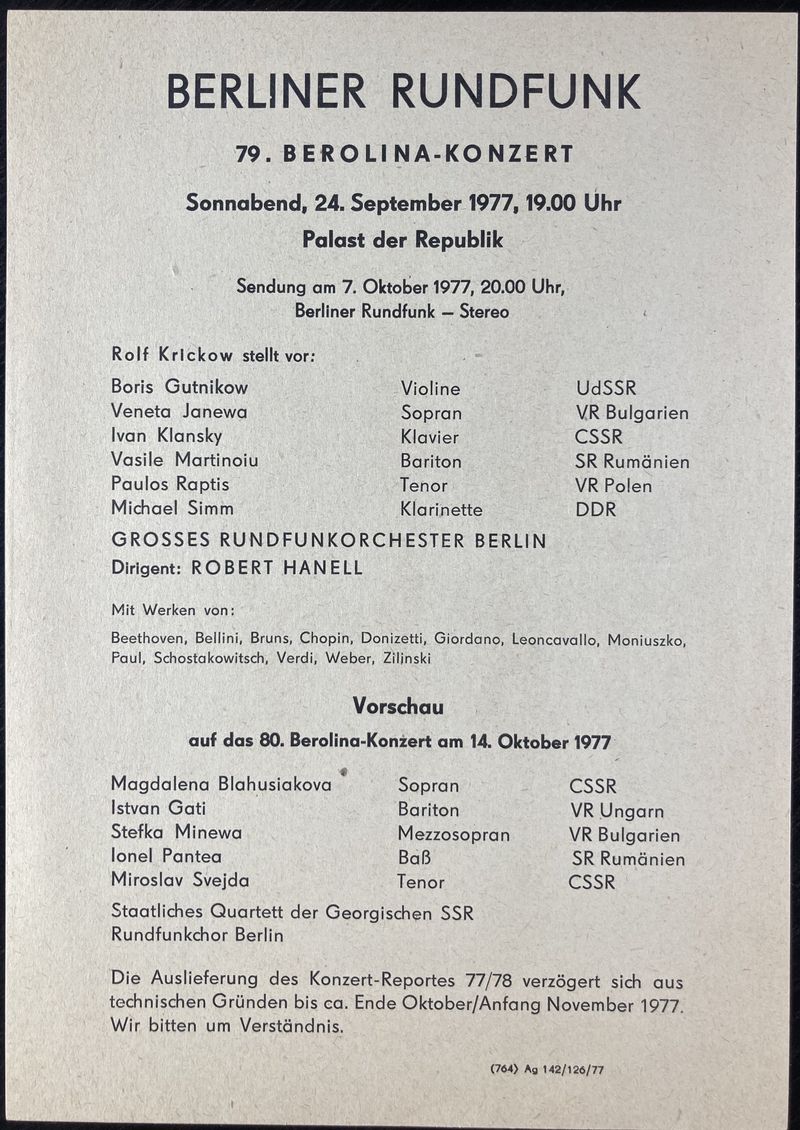 BERLINER RUNDFUNK
79. BEROLINA-KONZERT
Sonnabend, 24. September 1977, 19.00 Uhr
Palast der Republik
Sendung am 7. Oktober 1977, 20.00 Uhr,
Berliner Rundfunk – Stereo
Rolf Krickow stellt vor:
Boris Gutnikow Violine UdSSR
Veneta Janewa Sopran VR Bulgarien
Ivan Klansky Klavier CSSR
Vasile Martinoiu Bariton SR Rumänien
Paulos Raptis Tenor VR Polen
Michael Simm Klarinette DDR
GROSSES RUNDFUNKORCHESTER BERLIN
Dirigent: ROBERT HANELL
Mit Werken von:
Beethoven, Bellini, Bruns, Chopin, Donizetti, Giordano, Leoncavallo, Moniuszko,
Paul, Schostakowitsch, Verdi, Weber, Zilinski
Vorschau
auf das 80. Berolina-Konzert am 14. Oktober 1977
Magdalena Blahusiakova Sopran CSSR
Istvan Gati Bariton VR Ungarn
Stefka Minewa Mezzosopran VR Bulgarien
Ionel Pantea Baß SR Rumänien
Miroslav Svejda Tenor CSSR
Staatliches Quartett der Georgischen SSR
Rundfunkchor Berlin
Die Auslieferung des Konzert-Reportes 77/78 verzögert sich aus
technischen Gründen bis ca. Ende Oktober/Anfang November 1977.
Wir bitten um Verständnis.
(764) Ag 142/126/77